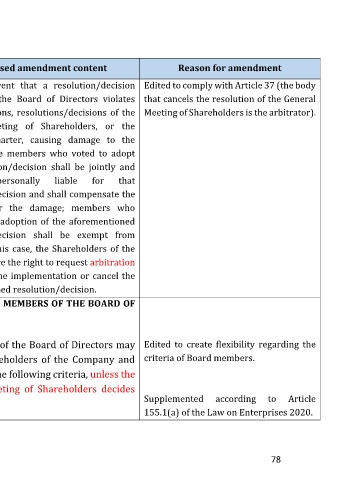 sed amendment content
Reason for amendment
vent that a resolution/decision
the Board of Directors violates
ons, resolutions/decisions of the
eting of Shareholders, or the
arter, causing damage to the
e members who voted to adopt
on/decision shall be jointly and
personally liable for that
ecision and shall compensate the
r the damage; members who
adoption of the aforementioned
ecision shall be exempt from
his case, the Shareholders of the
e the right to request arbitration
he implementation or cancel the
ned resolution/decision.
Edited to comply with Article 37 (the body
that cancels the resolution of the General
Meeting of Shareholders is the arbitrator).
MEMBERS OF THE BOARD OF
of the Board of Directors may
eholders of the Company and
e following criteria, unless the
eting of Shareholders decides
Edited to create flexibility regarding the
criteria of Board members.
Supplemented according to Article
155.1(a) of the Law on Enterprises 2020.
78